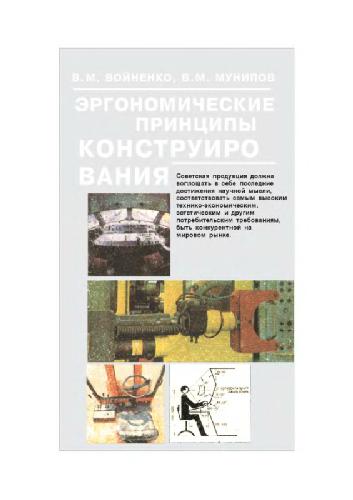 В.М. ВОЙНЕНКО, В.М. МУНИПОВ
ЭРГОНОМИЧЕСКИЕ
ПРИНЦИПЫ
КОНСТРУИРО
ВАНИЯ
Советская продукция должна
воплощать в себе последние
достижения научной мысли,
соответствовать самым высоким
технико-экономическим,
эстетическим и другим
потребительским требованиям,
быть конкурентной на
мировом рынке.